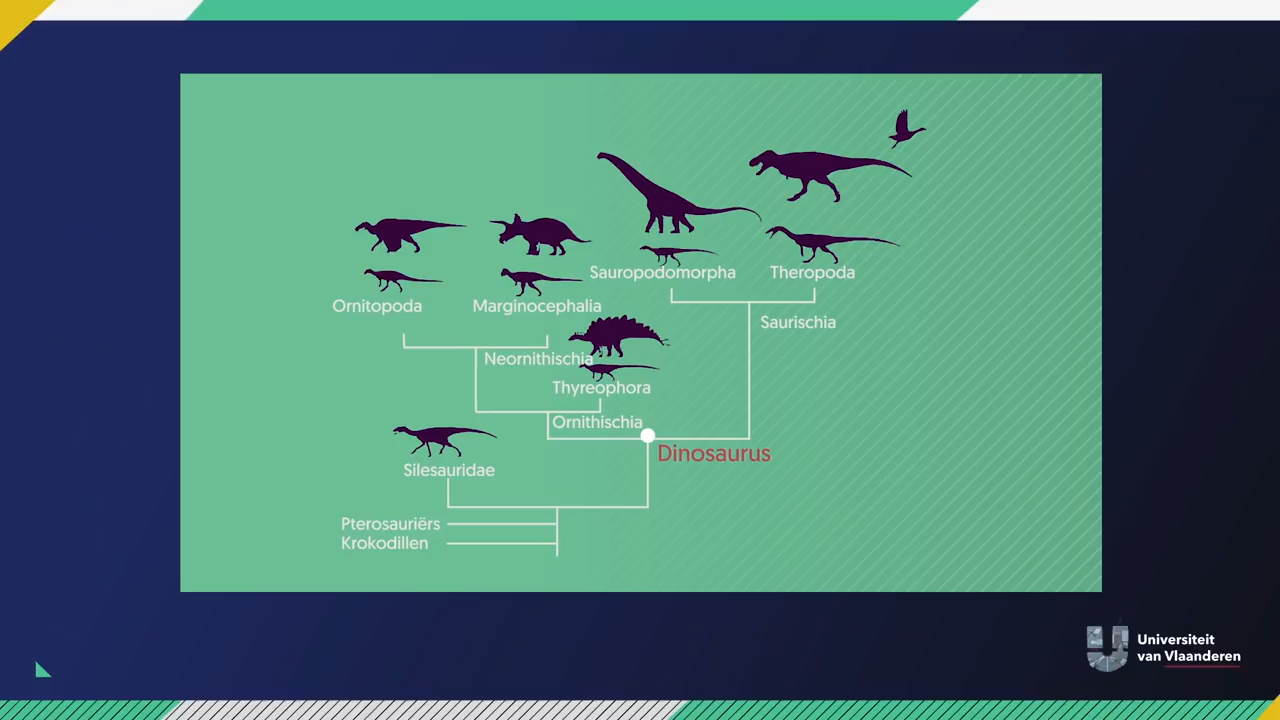 Sauropodomorpha
Theropoda
Ornitopoda
Marginocephalia
Saurischia
Neornithischia
Thyreophora
Ornithischia
Dinosaurus
Silesauridae
Pterosauriërs
Krokodillen
Universiteit
van Vlaanderen